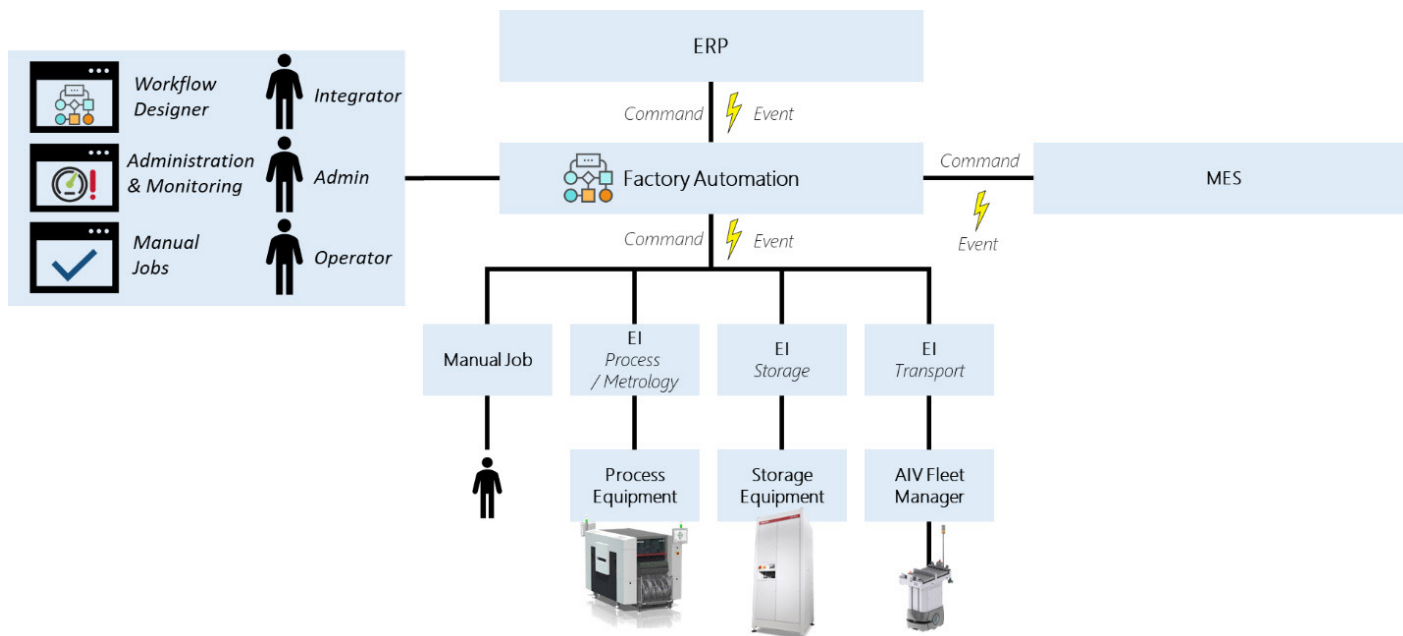 ERP
Workflow
Designer
Integrator
Command
Event
Administration
& Monitoring
Admin
Factory Automation
Command
Event
MES
Manual
Jobs
Operator
Command
Event
Manual Job
EI
Process
/ Metrology
EI
Storage
EI
Transport
Process
Equipment
Storage
Equipment
AIV Fleet
Manager